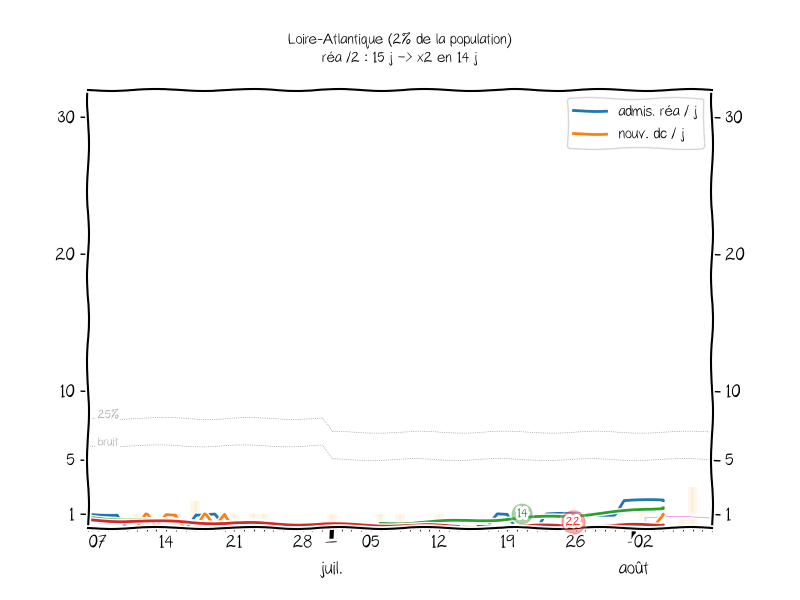 Loire-Atlantique (2% de la population)
réa /2 : 15 j -> x2 en 14 j
admis. réa / j
nouv. dc / j
30
30
20
20
10
10
25%
bruit
5
5
14
22
1
1
07 14 21 28 05 12 19 26 02
juil. août